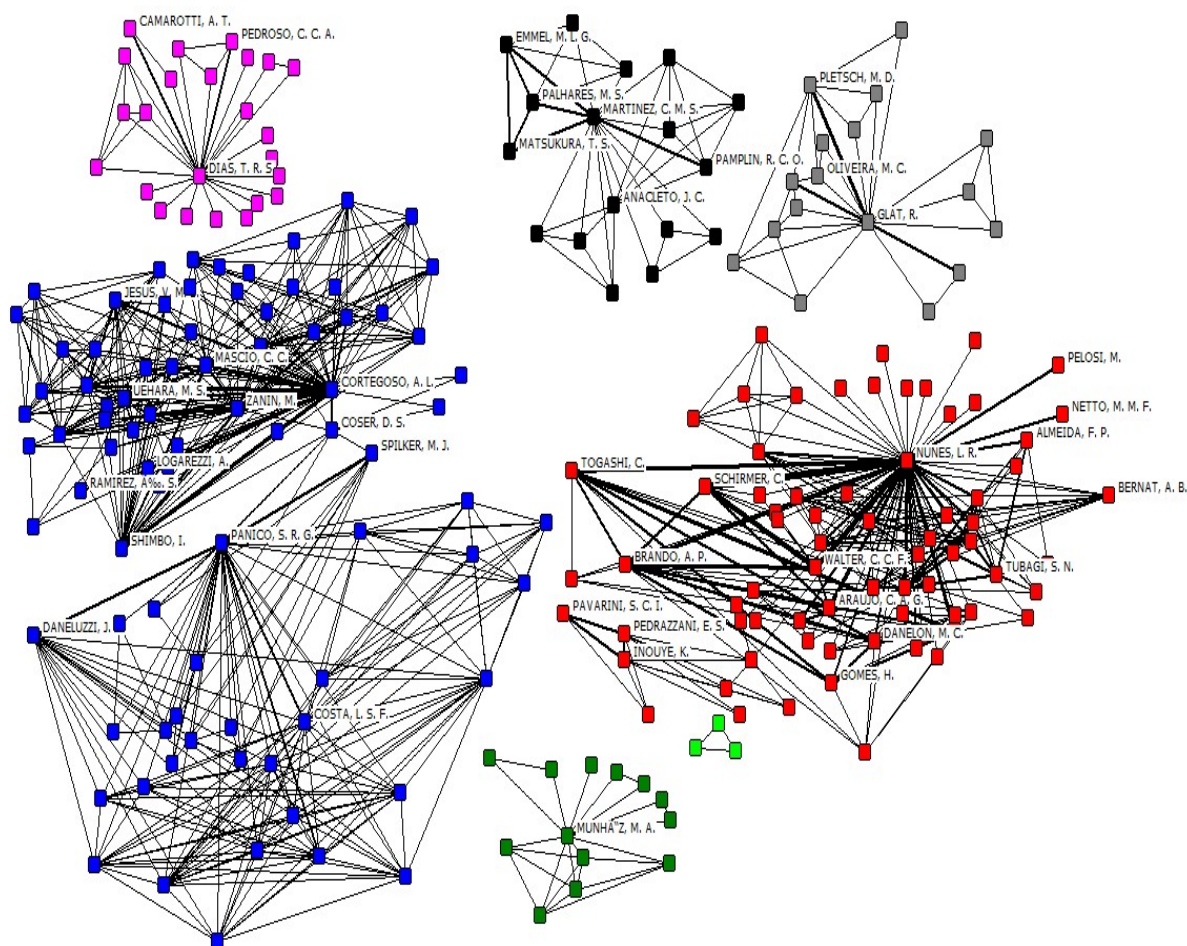 CAMAROTTI, A. T.
PEDROSO, C. C. A.
DIAS, T. R. S.
EMMEL, M. L. G.
PALHARES, M. S.
MARTINEZ, C. M. S.
MATSUKURA, T. S.
PAMPLIN, R. C. O.
ANACLETO, J. C.
PLETSCH, M. D.
OLIVEIRA, M. C.
GLAT, R.
JESUS, V. M.
MASCIO, C. C.
CORTEGOSO, A. L.
UEHARA, M. S.
ZANIN, M.
COSER, D. S.
SPILKER, M. J.
LOGAREZZI, A.
RAMIREZ, A‰. S.
SHIMBO, I.
PANICO, S. R. G.
DANELUZZI, J.
COSTA, L. S. F.
PELOSI, M.
NETTO, M. M. F.
ALMEIDA, F. P.
NUNES, L. R.
TOGASHI, C.
SCHIRMER, C.
BERNAT, A. B.
BRANDO, A. P.
WALTER, C. C. F.
TUBAGI, S. N.
ARAUJO, C. A. G.
PAVARINI, S. C. I.
PEDRAZZANI, E. S.
DANELON, M. C.
INOUYE, K.
GOMES, H.
MUNHA"Z, M. A.